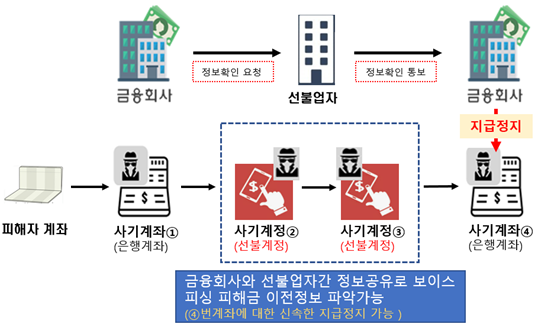 정보확인 요청
정보확인 통보
금융회사
선불업자
금융회사
지급정지
피해자 계좌
사기계좌①
(은행계좌)
사기계정②
(선불계정)
사기계정③
(선불계정)
사기계좌④
(은행계좌)
금융회사와 선불업자간 정보공유로 보이스
피싱 피해금 이전정보 파악가능
(④번계좌에 대한 신속한 지급정지 가능 )